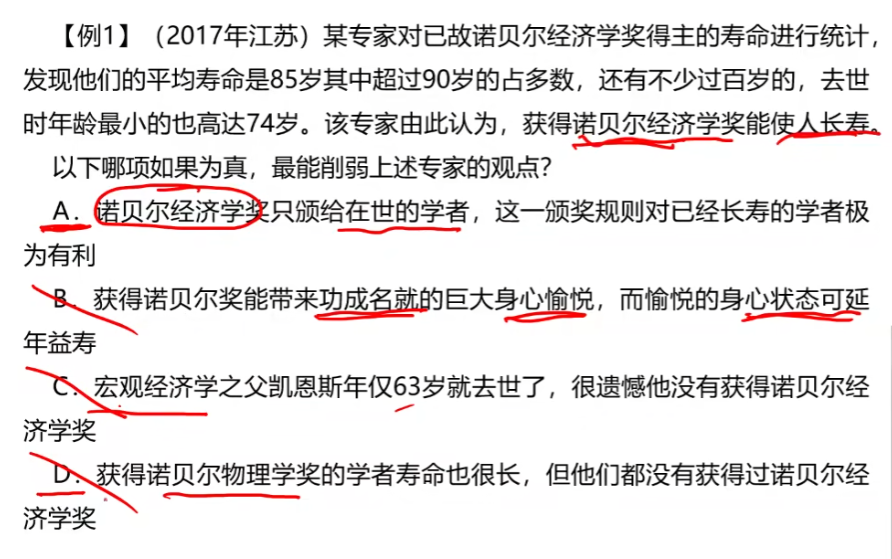 【例1】（2017年江苏）某专家对已故诺贝尔经济学奖得主的寿命进行统计，
发现他们的平均寿命是85岁其中超过90岁的占多数，还有不少过百岁的，去世
时年龄最小的也高达74岁。该专家由此认为，获得诺贝尔经济学奖能使人长寿。
以下哪项如果为真，最能削弱上述专家的观点？
A．诺贝尔经济学奖只颁给在世的学者，这一颁奖规则对已经长寿的学者极
为有利
B．获得诺贝尔奖能带来功成名就的巨大身心愉悦，而愉悦的身心状态可延
年益寿
C．宏观经济学之父凯恩斯年仅63岁就去世了，很遗憾他没有获得诺贝尔经
济学奖
D．获得诺贝尔物理学奖的学者寿命也很长，但他们都没有获得过诺贝尔经
济学奖